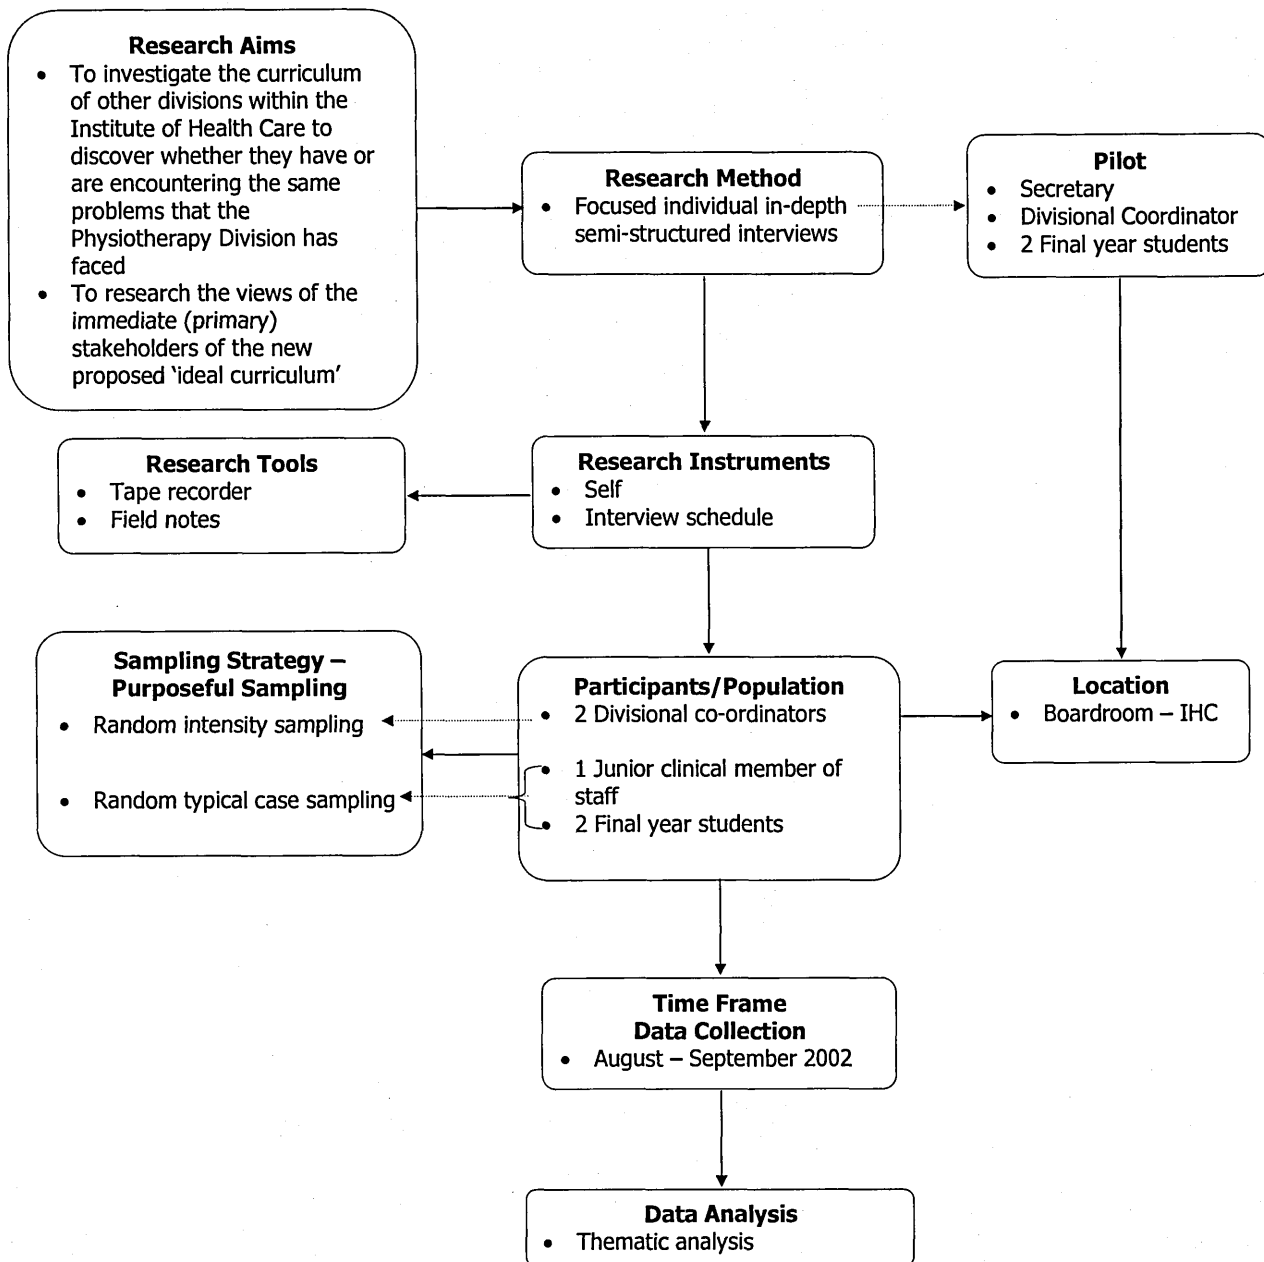 Research Aims
• To investigate the curriculum
of other divisions within the
Institute of Health Care to
discover whether they have or
are encountering the same
problems that the
Physiotherapy Division has
faced
• To research the views of the
immediate (primary)
stakeholders of the new
proposed ‘ideal curriculum’
Research Method
• Focused individual in-depth
semi-structured interviews
Pilot
• Secretary
• Divisional Coordinator
• 2 Final year students
Research Tools
• Tape recorder
• Field notes
Research Instruments
• Self
• Interview schedule
Sampling Strategy –
Purposeful Sampling
• Random intensity sampling
• Random typical case sampling
Participants/Population
• 2 Divisional co-ordinators
• 1 Junior clinical member of
staff
• 2 Final year students
Location
• Boardroom – IHC
Time Frame
Data Collection
• August – September 2002
Data Analysis
• Thematic analysis